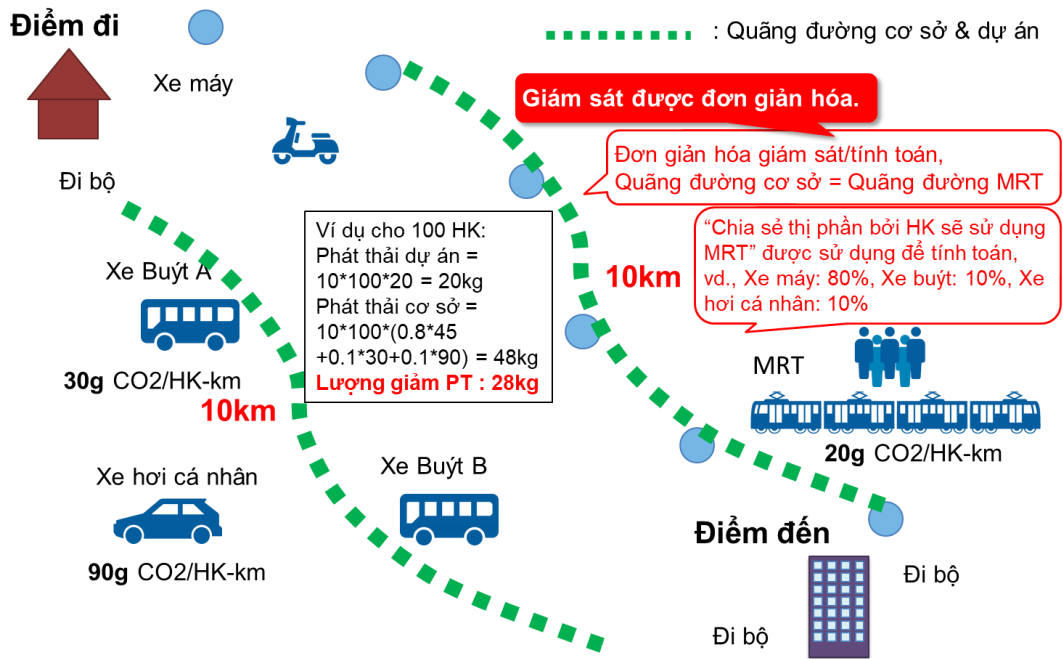 Điểm đi
: Quãng đường cơ sở & dự án
Xe máy
Giám sát được đơn giản hóa.
Đơn giản hóa giám sát/tính toán,
Quãng đường cơ sở = Quãng đường MRT
Đi bộ
Ví dụ cho 100 HK:
Phát thải dự án =
10*100*20 = 20kg
Phát thải cơ sở =
10*100*(0.8*45
+0.1*30+0.1*90) = 48kg
Lượng giảm PT : 28kg
“Chia sẻ thị phần bởi HK sẽ sử dụng
MRT” được sử dụng để tính toán,
vd., Xe máy: 80%, Xe buýt: 10%, Xe
hơi cá nhân: 10%
10km
Xe Buýt A
30g CO2/HK-km
10km
MRT
20g CO2/HK-km
Xe hơi cá nhân
90g CO2/HK-km
Xe Buýt B
Điểm đến
Đi bộ
Đi bộ